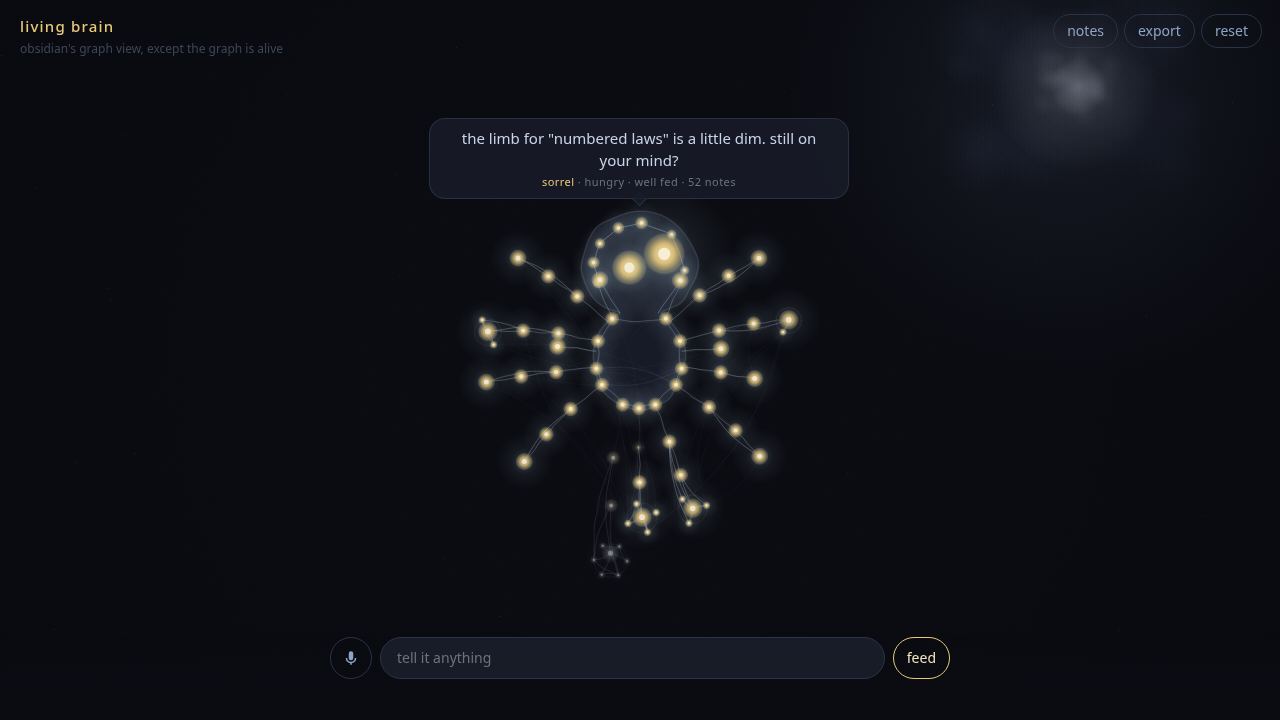 living brain
obsidian's graph view, except the graph is alive
notes
export
reset
the limb for "numbered laws" is a little dim. still on
your mind?
sorrel · hungry · well fed · 52 notes
tell it anything
feed